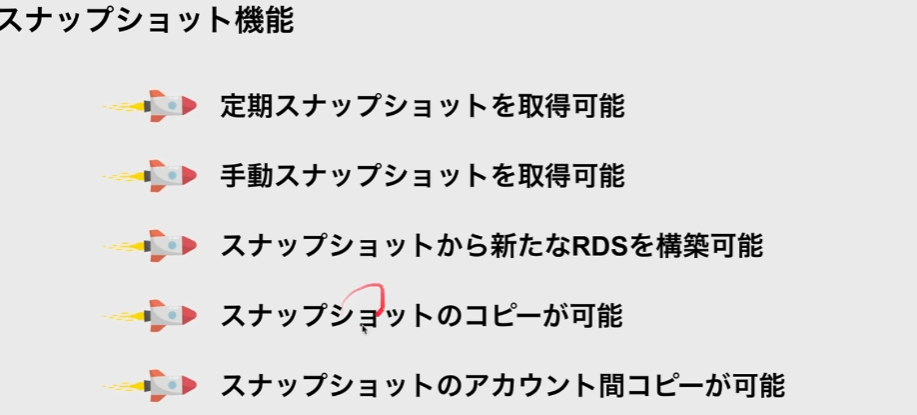 スナップショット機能
定期スナップショットを取得可能
手動スナップショットを取得可能
スナップショットから新たなRDSを構築可能
スナップショットのコピーが可能
スナップショットのアカウント間コピーが可能